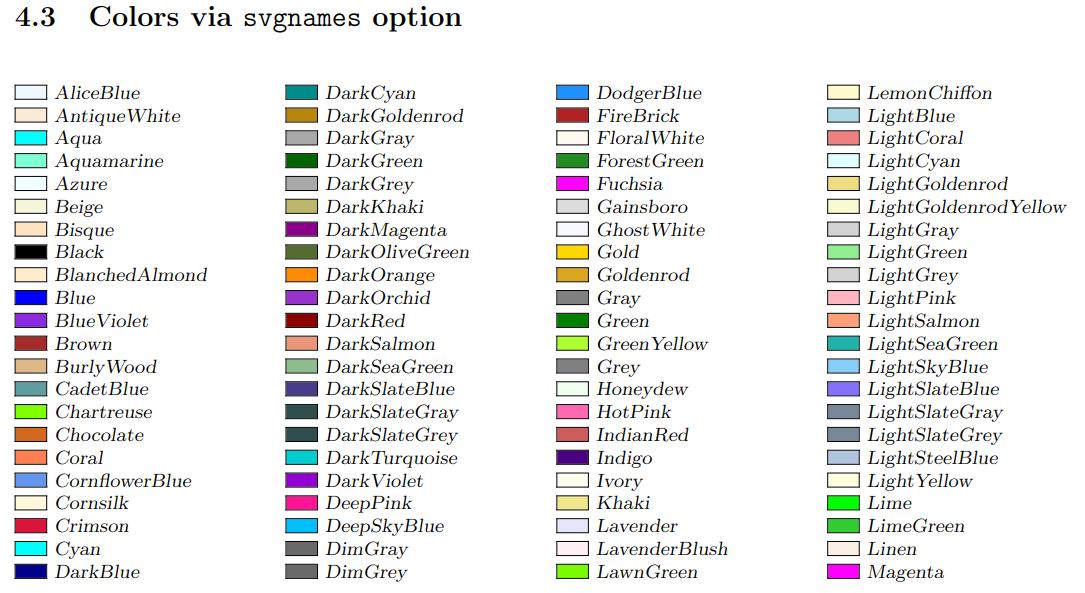 4.3 Colors via svgnames option
AliceBlue
AntiqueWhite
Aqua
Aquamarine
Azure
Beige
Bisque
Black
BlanchedAlmond
Blue
BlueViolet
Brown
BurlyWood
CadetBlue
Chartreuse
Chocolate
Coral
CornflowerBlue
Cornsilk
Crimson
Cyan
DarkBlue
DarkCyan
DarkGoldenrod
DarkGray
DarkGreen
DarkGrey
DarkKhaki
DarkMagenta
DarkOliveGreen
DarkOrange
DarkOrchid
DarkRed
DarkSalmon
DarkSeaGreen
DarkSlateBlue
DarkSlateGray
DarkSlateGrey
DarkTurquoise
DarkViolet
DeepPink
DeepSkyBlue
DimGray
DimGrey
DodgerBlue
FireBrick
FloralWhite
ForestGreen
Fuchsia
Gainsboro
GhostWhite
Gold
Goldenrod
Gray
Green
GreenYellow
Grey
Honeydew
HotPink
IndianRed
Indigo
Ivory
Khaki
Lavender
LavenderBlush
LawnGreen
LemonChiffon
LightBlue
LightCoral
LightCyan
LightGoldenrod
LightGoldenrodYellow
LightGray
LightGreen
LightGrey
LightPink
LightSalmon
LightSeaGreen
LightSkyBlue
LightSlateBlue
LightSlateGray
LightSlateGrey
LightSteelBlue
LightYellow
Lime
LimeGreen
Linen
Magenta